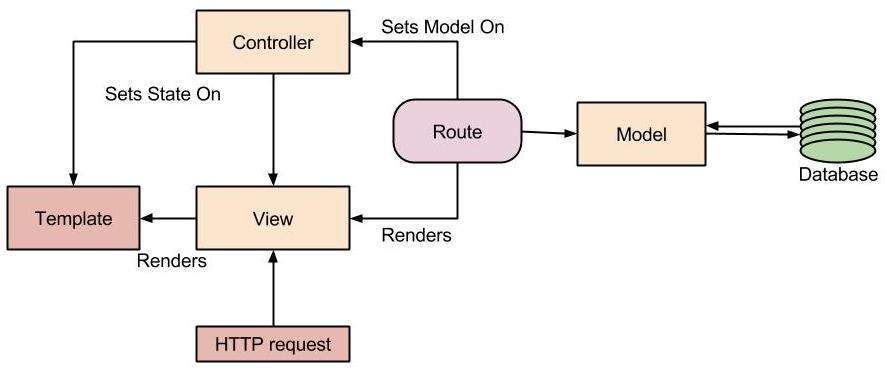 Controller
Sets Model On
Sets State On
Route
Model
Database
Template
View
Renders
Renders
HTTP request